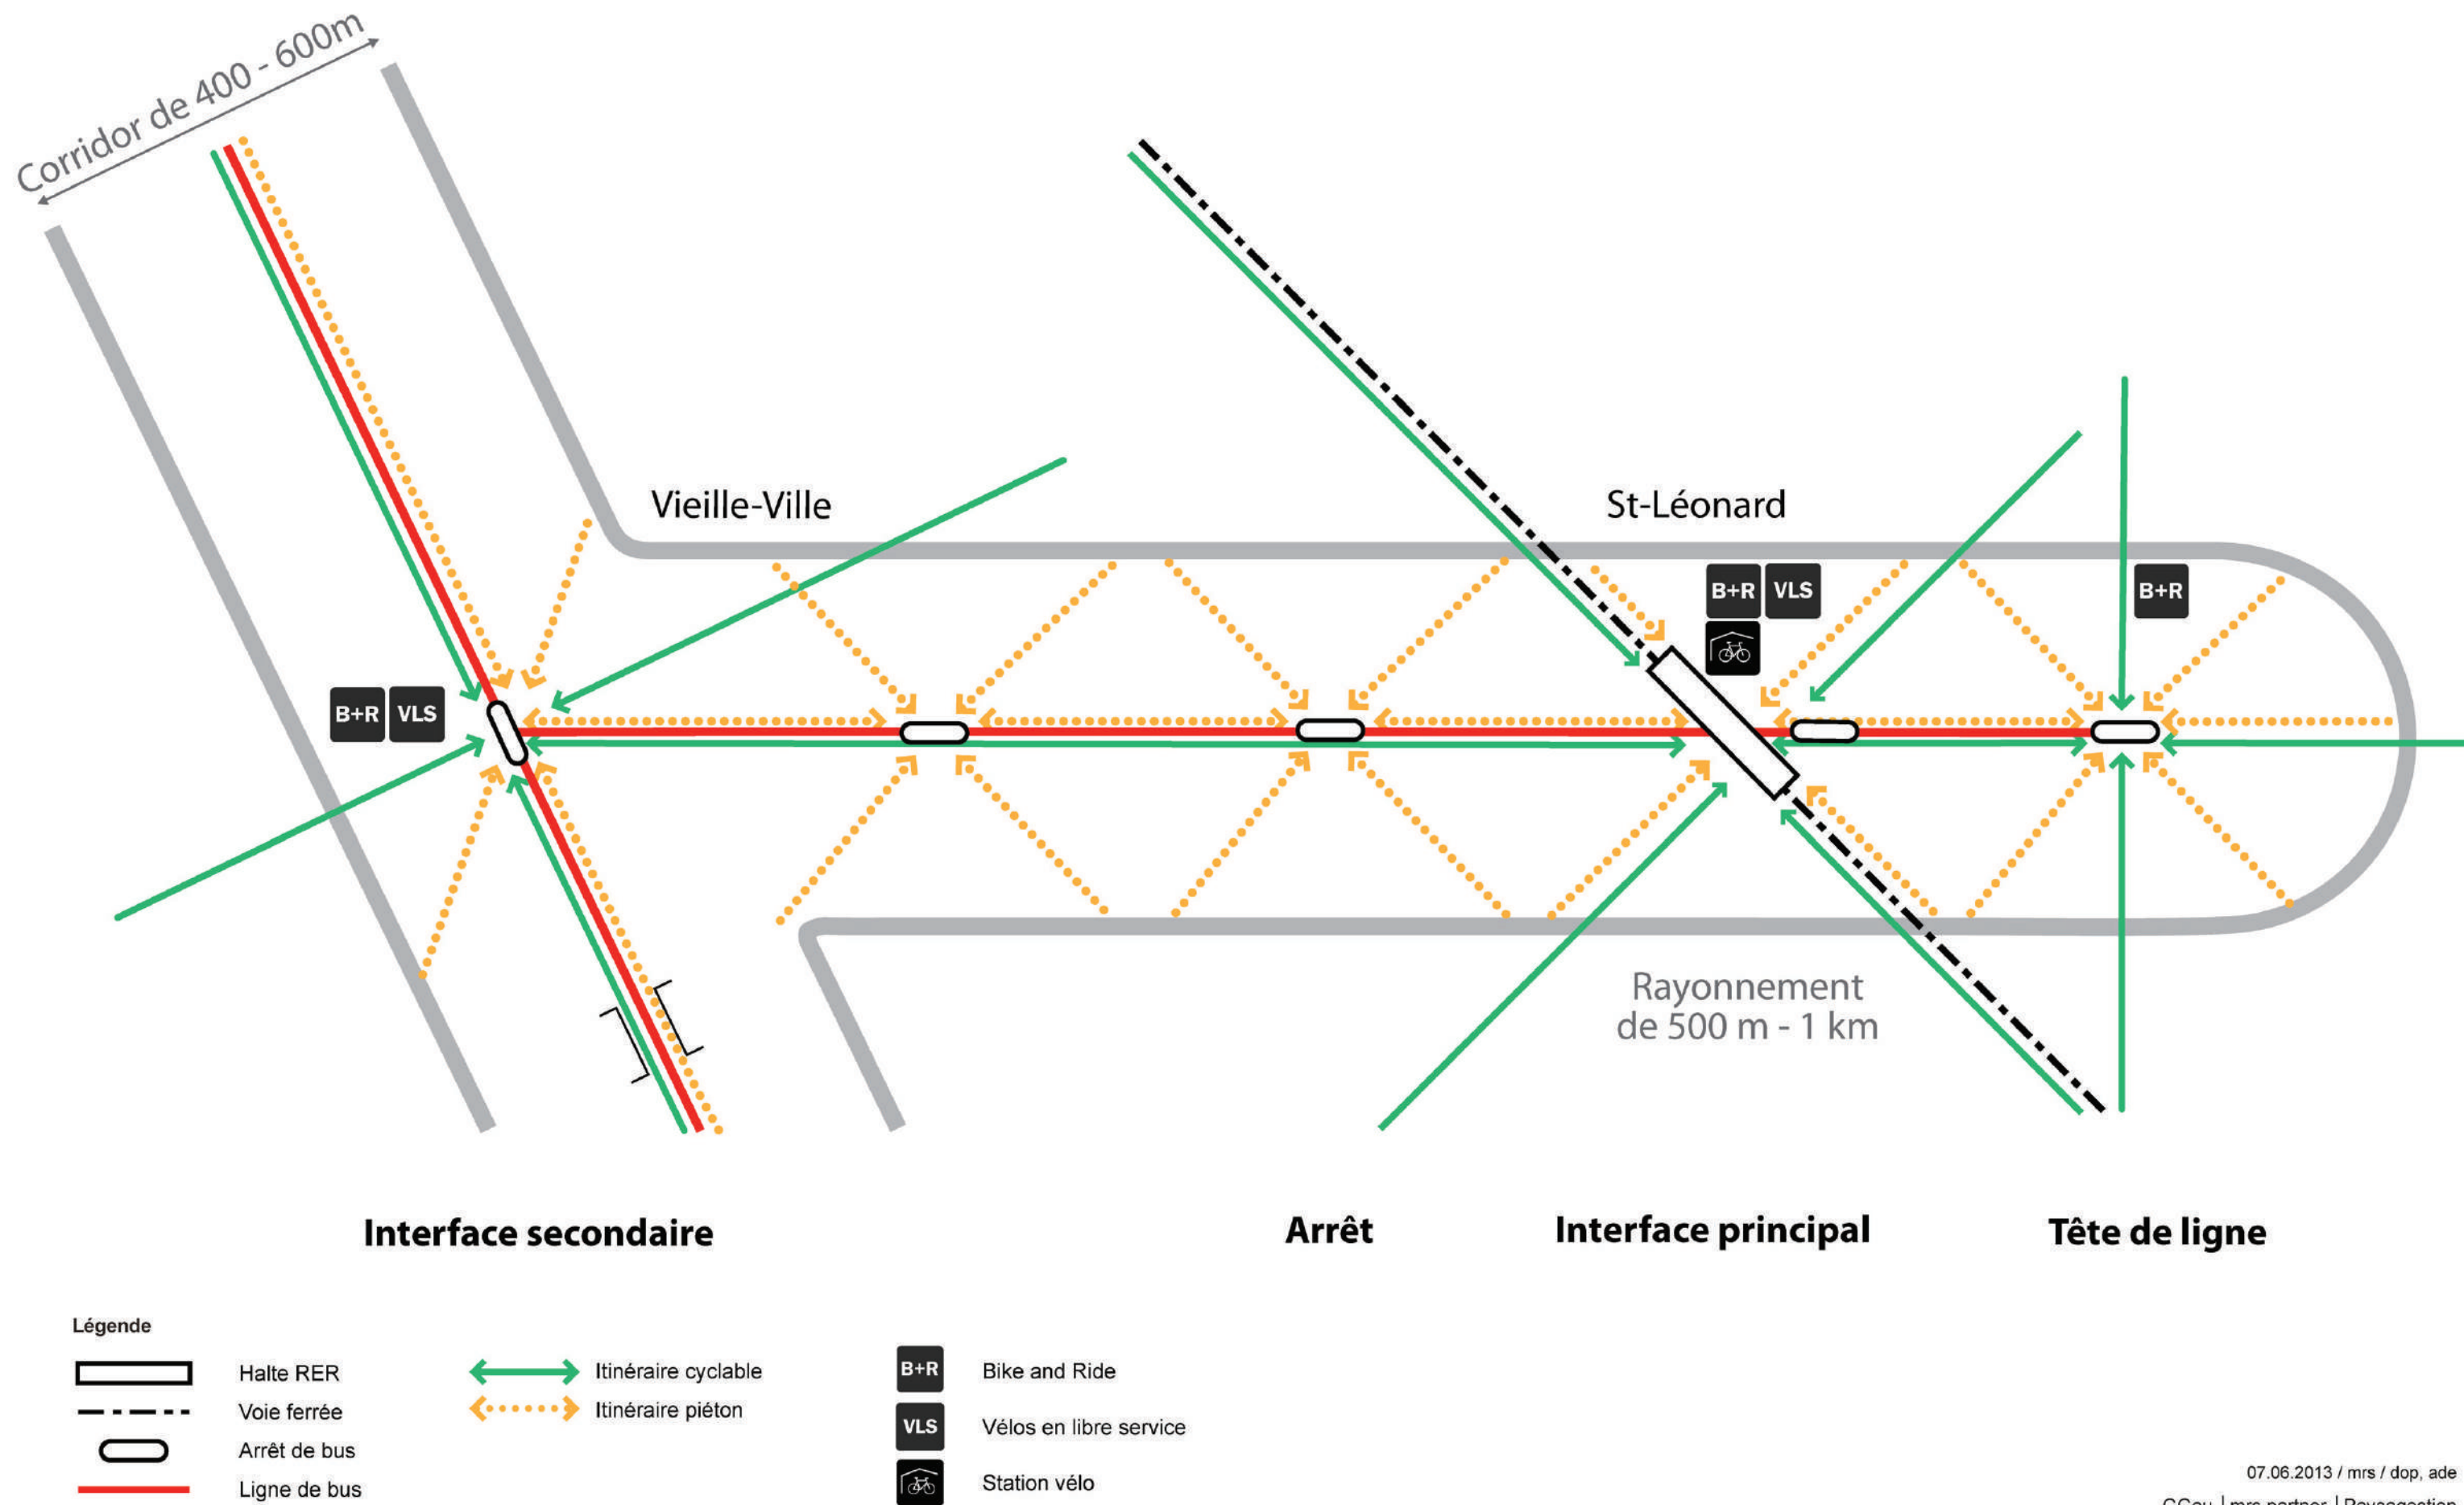 Corridor de 400 - 600m
Vieille-Ville
St-Léonard
B+R VLS
B+R
B+R VLS
Rayonnement
de 500 m - 1 km
Interface secondaire
Arrêt
Interface principal
Tête de ligne
Légende
Halte RER
Voie ferrée
Arrêt de bus
Ligne de bus
Itinéraire cyclable
Itinéraire piéton
B+R Bike and Ride
VLS Vélos en libre service
Station vélo
07.06.2013 / mrs / dop, ade